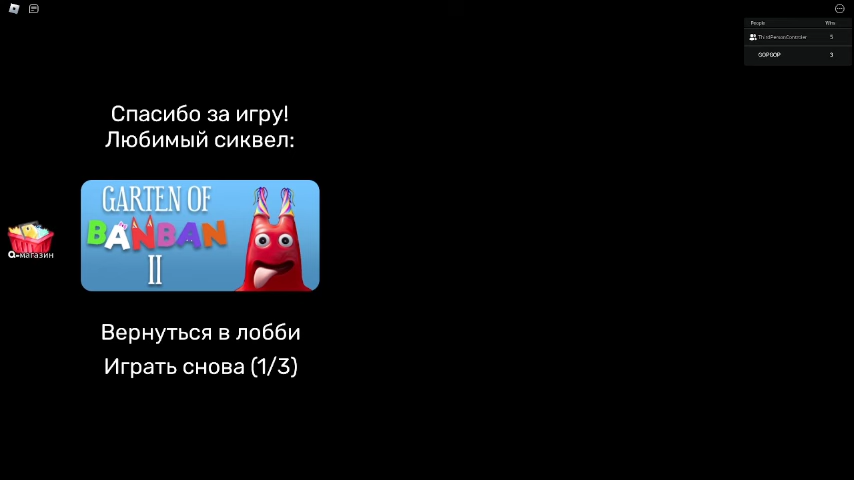 People Wins
ThirdPersonControler 5
GOPGOP 3
Спасибо за игру!
Любимый сиквел:
GARTEN OF
BANBAN
II
Q-магазин
Вернуться в лобби
Играть снова (1/3)